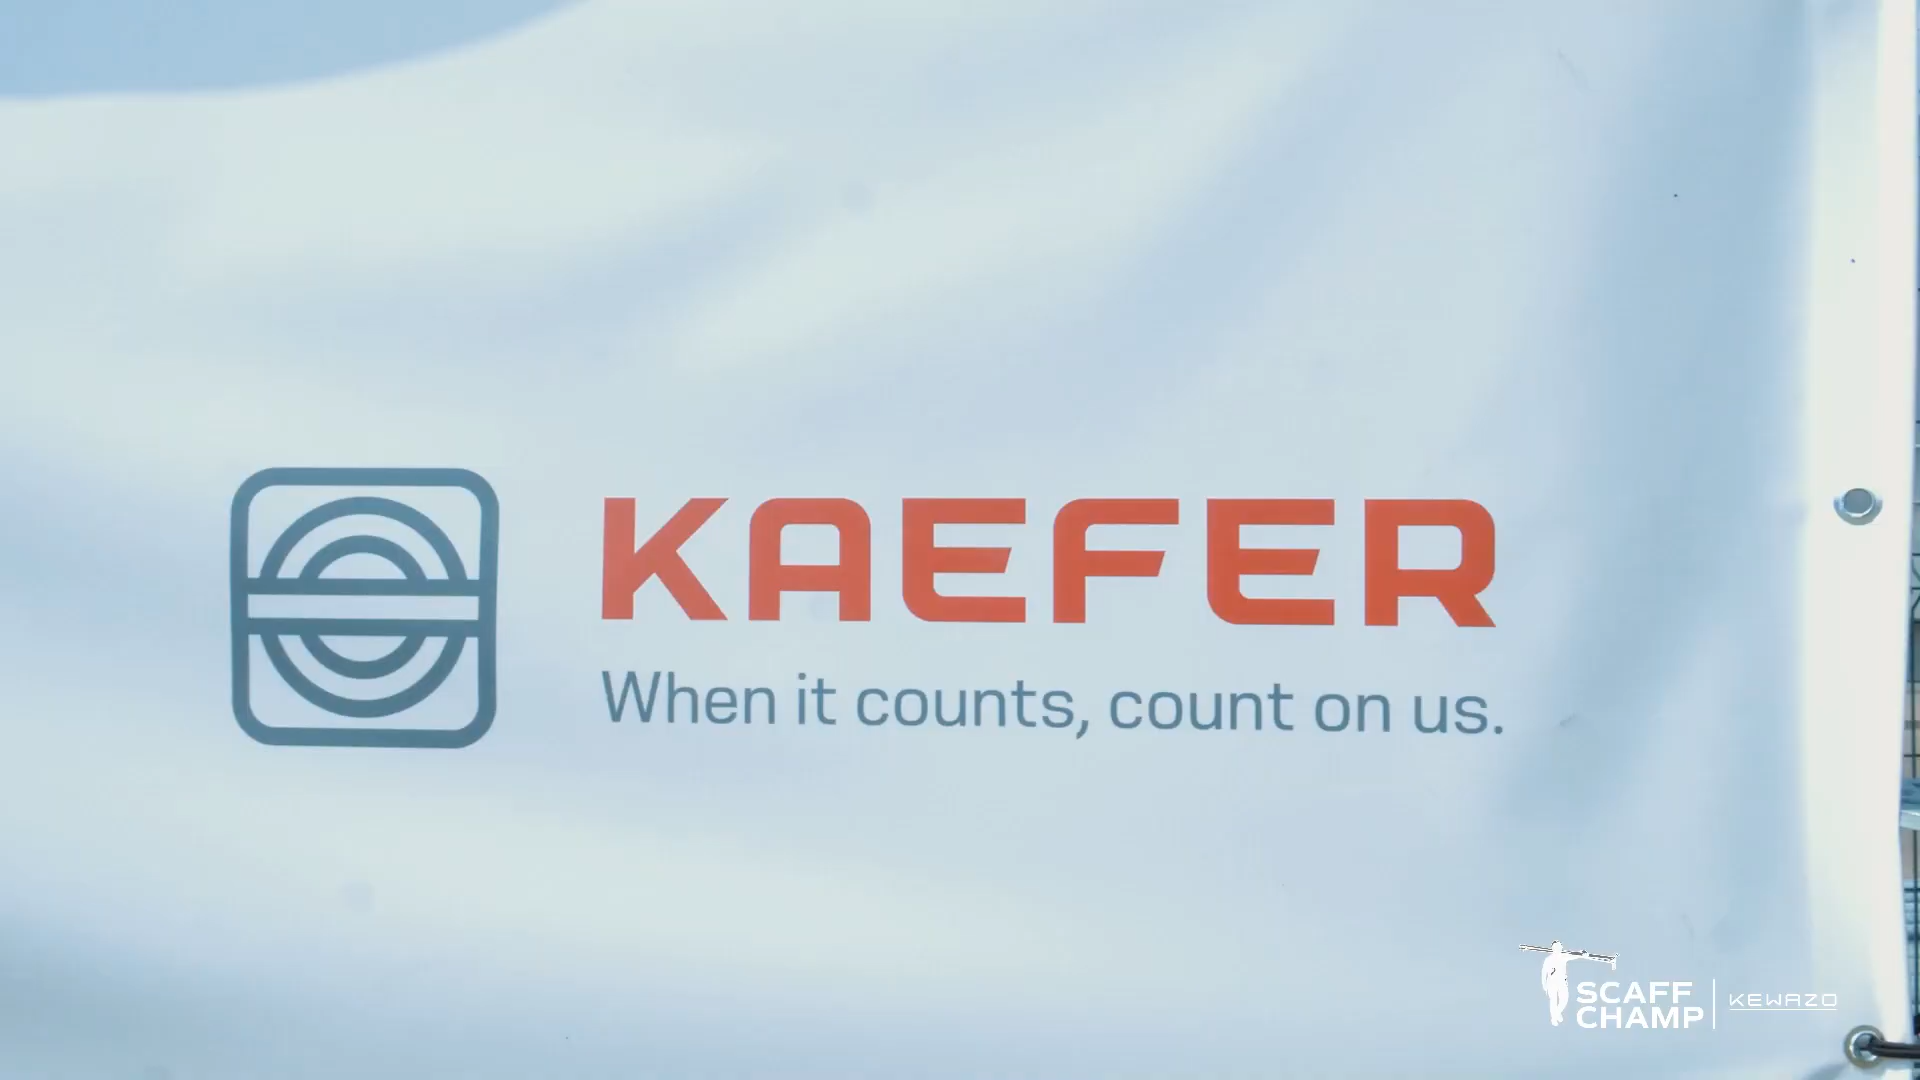 KAEFER
When it counts, count on us.
SCAFF
CHAMP
KEWAZO